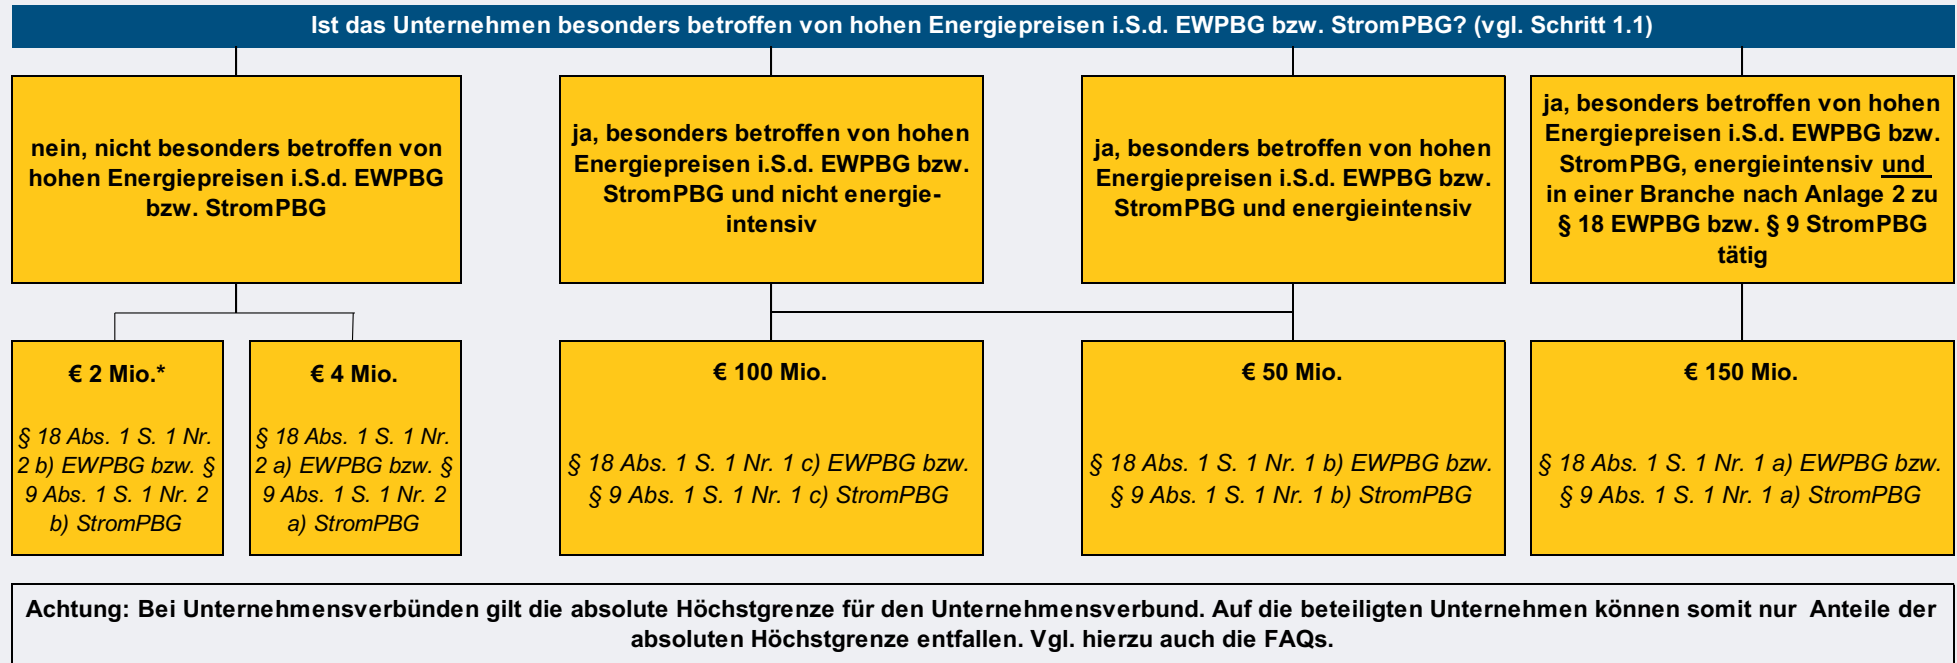 Ist das Unternehmen besonders betroffen von hohen Energiepreisen i.S.d. EWPBG bzw. StromPBG? (vgl. Schritt 1.1)
nein, nicht besonders betroffen von
hohen Energiepreisen i.S.d. EWPBG
bzw. StromPBG
ja, besonders betroffen von hohen
Energiepreisen i.S.d. EWPBG bzw.
StromPBG und nicht energie-
intensiv
ja, besonders betroffen von hohen
Energiepreisen i.S.d. EWPBG bzw.
StromPBG und energieintensiv
ja, besonders betroffen von hohen
Energiepreisen i.S.d. EWPBG bzw.
StromPBG, energieintensiv und
in einer Branche nach Anlage 2 zu
§ 18 EWPBG bzw. § 9 StromPBG
tätig
€ 2 Mio.*
§ 18 Abs. 1 S. 1 Nr.
2 b) EWPBG bzw. §
9 Abs. 1 S. 1 Nr. 2
b) StromPBG
€ 4 Mio.
§ 18 Abs. 1 S. 1 Nr.
2 a) EWPBG bzw. §
9 Abs. 1 S. 1 Nr. 2
a) StromPBG
€ 100 Mio.
§ 18 Abs. 1 S. 1 Nr. 1 c) EWPBG bzw.
§ 9 Abs. 1 S. 1 Nr. 1 c) StromPBG
€ 50 Mio.
§ 18 Abs. 1 S. 1 Nr. 1 b) EWPBG bzw.
§ 9 Abs. 1 S. 1 Nr. 1 b) StromPBG
€ 150 Mio.
§ 18 Abs. 1 S. 1 Nr. 1 a) EWPBG bzw.
§ 9 Abs. 1 S. 1 Nr. 1 a) StromPBG
Achtung: Bei Unternehmensverbünden gilt die absolute Höchstgrenze für den Unternehmensverbund. Auf die beteiligten Unternehmen können somit nur Anteile der
absoluten Höchstgrenze entfallen. Vgl. hierzu auch die FAQs.